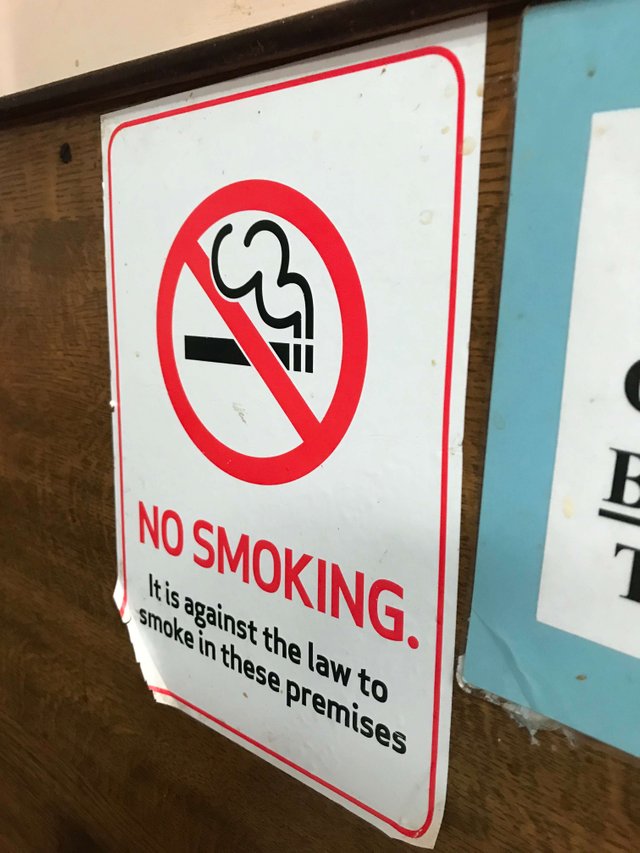 NO SMOKING.
It is against the law to
smoke in these premises